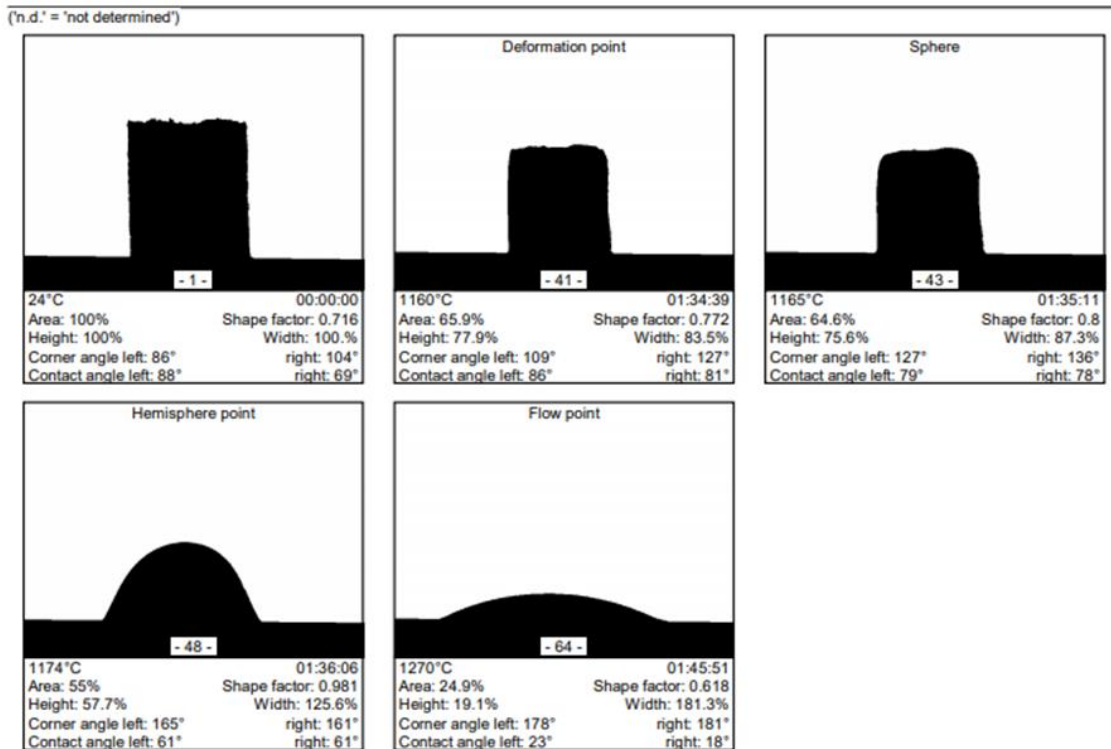 ('n.d.' = 'not determined')
- 1 -
24°C 00:00:00
Area: 100% Shape factor: 0.716
Height: 100% Width: 100.%
Corner angle left: 86° right: 104°
Contact angle left: 88° right: 69°
Deformation point
- 41 -
1160°C 01:34:39
Area: 65.9% Shape factor: 0.772
Height: 77.9% Width: 83.5%
Corner angle left: 109° right: 127°
Contact angle left: 86° right: 81°
Sphere
- 43 -
1165°C 01:35:11
Area: 64.6% Shape factor: 0.8
Height: 75.6% Width: 87.3%
Corner angle left: 127° right: 136°
Contact angle left: 79° right: 78°
Hemisphere point
- 48 -
1174°C 01:36:06
Area: 55% Shape factor: 0.981
Height: 57.7% Width: 125.6%
Corner angle left: 165° right: 161°
Contact angle left: 61° right: 61°
Flow point
- 64 -
1270°C 01:45:51
Area: 24.9% Shape factor: 0.618
Height: 19.1% Width: 181.3%
Corner angle left: 178° right: 181°
Contact angle left: 23° right: 18°